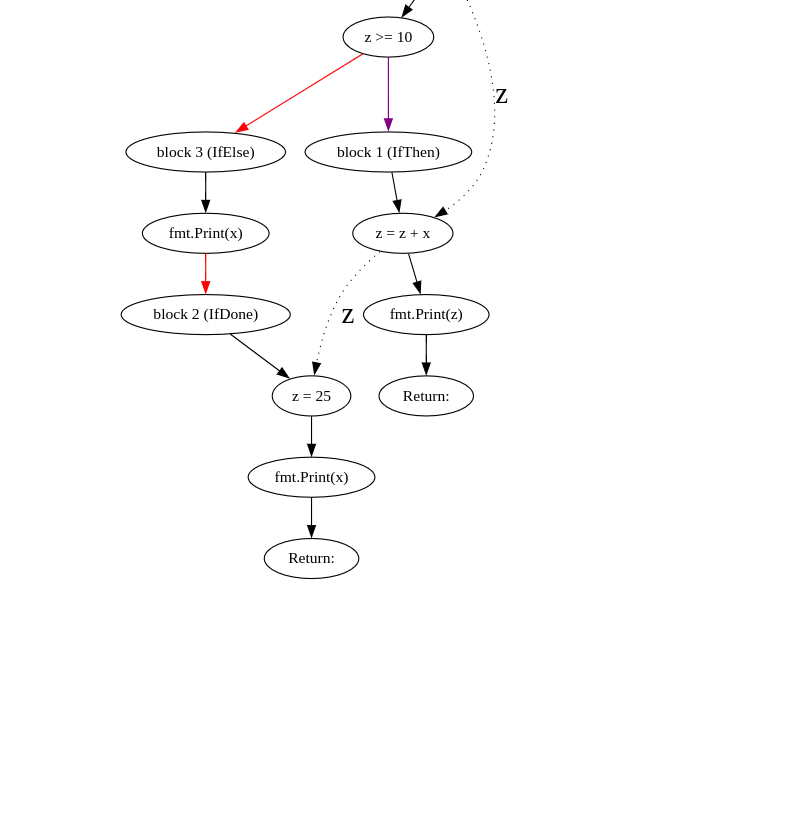 z >= 10
Z
block 3 (IfElse)
block 1 (IfThen)
fmt.Print(x)
z = z + x
block 2 (IfDone)
Z
fmt.Print(z)
z = 25
Return:
fmt.Print(x)
Return: